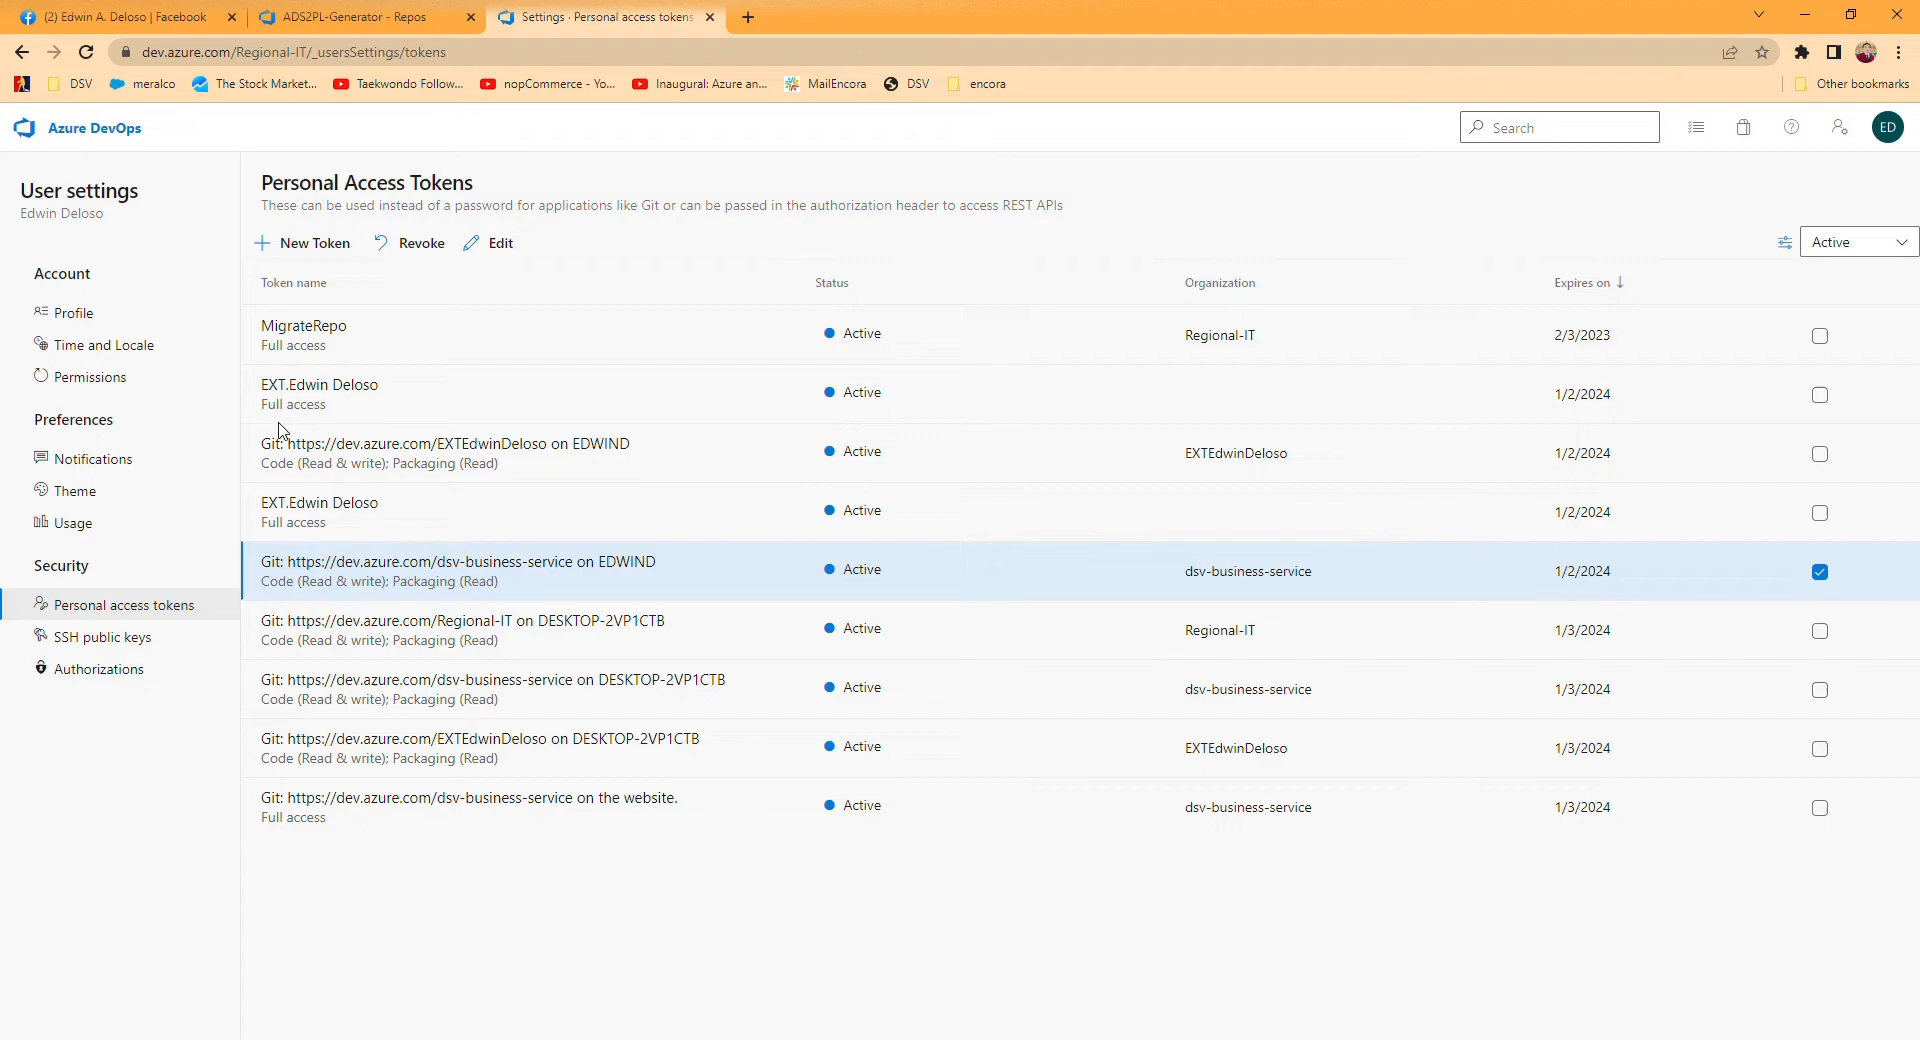 (2) Edwin A. Deloso | Facebook
ADS2PL-Generator - Repos
Settings · Personal access tokens
dev.azure.com/Regional-IT/_usersSettings/tokens
DSV
meralco
The Stock Market...
Taekwondo Follow...
nopCommerce - Yo...
Inaugural: Azure an...
MailEncora
DSV
encora
Other bookmarks
Azure DevOps
Search
ED
User settings
Edwin Deloso
Account
Profile
Time and Locale
Permissions
Preferences
Notifications
Theme
Usage
Security
Personal access tokens
SSH public keys
Authorizations
Personal Access Tokens
These can be used instead of a password for applications like Git or can be passed in the authorization header to access REST APIs
New Token
Revoke
Edit
Active
Token name Status Organization Expires on
MigrateRepo
Full access
Active
Regional-IT
2/3/2023
EXT.Edwin Deloso
Full access
Active
1/2/2024
Git: https://dev.azure.com/EXTEdwinDeloso on EDWIND
Code (Read & write); Packaging (Read)
Active
EXTEdwinDeloso
1/2/2024
EXT.Edwin Deloso
Full access
Active
1/2/2024
Git: https://dev.azure.com/dsv-business-service on EDWIND
Code (Read & write); Packaging (Read)
Active
dsv-business-service
1/2/2024
Git: https://dev.azure.com/Regional-IT on DESKTOP-2VP1CTB
Code (Read & write); Packaging (Read)
Active
Regional-IT
1/3/2024
Git: https://dev.azure.com/dsv-business-service on DESKTOP-2VP1CTB
Code (Read & write); Packaging (Read)
Active
dsv-business-service
1/3/2024
Git: https://dev.azure.com/EXTEdwinDeloso on DESKTOP-2VP1CTB
Code (Read & write); Packaging (Read)
Active
EXTEdwinDeloso
1/3/2024
Git: https://dev.azure.com/dsv-business-service on the website.
Full access
Active
dsv-business-service
1/3/2024